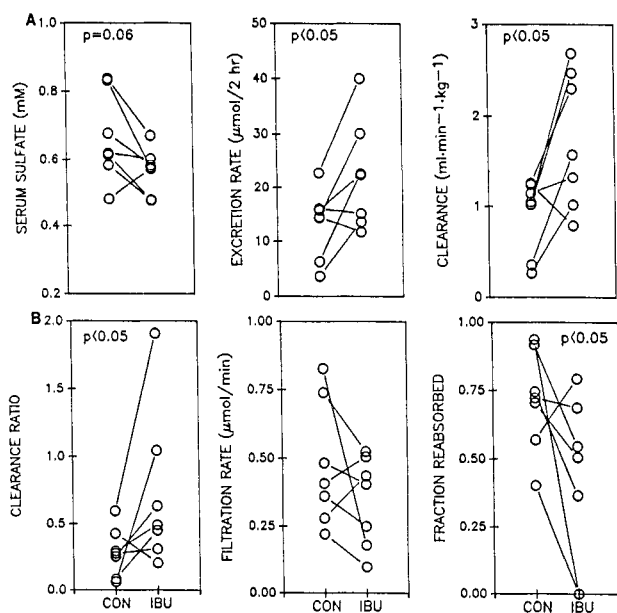 A
p=0.06
SERUM SULFATE (mM)
1.0
0.8
0.6
0.4
0.2
p<0.05
EXCRETION RATE (μmol/2 hr)
50
40
30
20
10
0
p<0.05
CLEARANCE (ml·min−1·kg−1)
3
2
1
0
B
p<0.05
CLEARANCE RATIO
2.0
1.5
1.0
0.5
0.0
CON IBU
FILTRATION RATE (μmol/min)
1.00
0.75
0.50
0.25
0.00
CON IBU
p<0.05
FRACTION REABSORBED
1.00
0.75
0.50
0.25
0.00
CON IBU